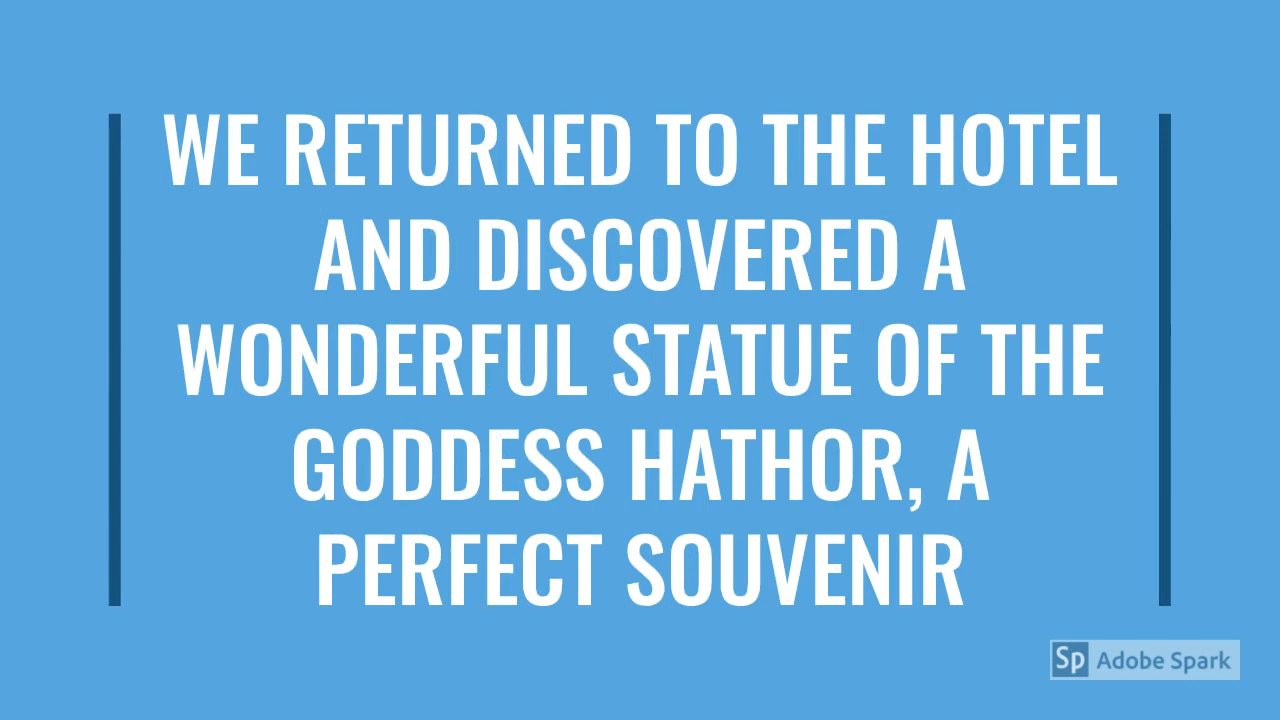 WE RETURNED TO THE HOTEL
AND DISCOVERED A
WONDERFUL STATUE OF THE
GODDESS HATHOR, A
PERFECT SOUVENIR
Sp Adobe Spark